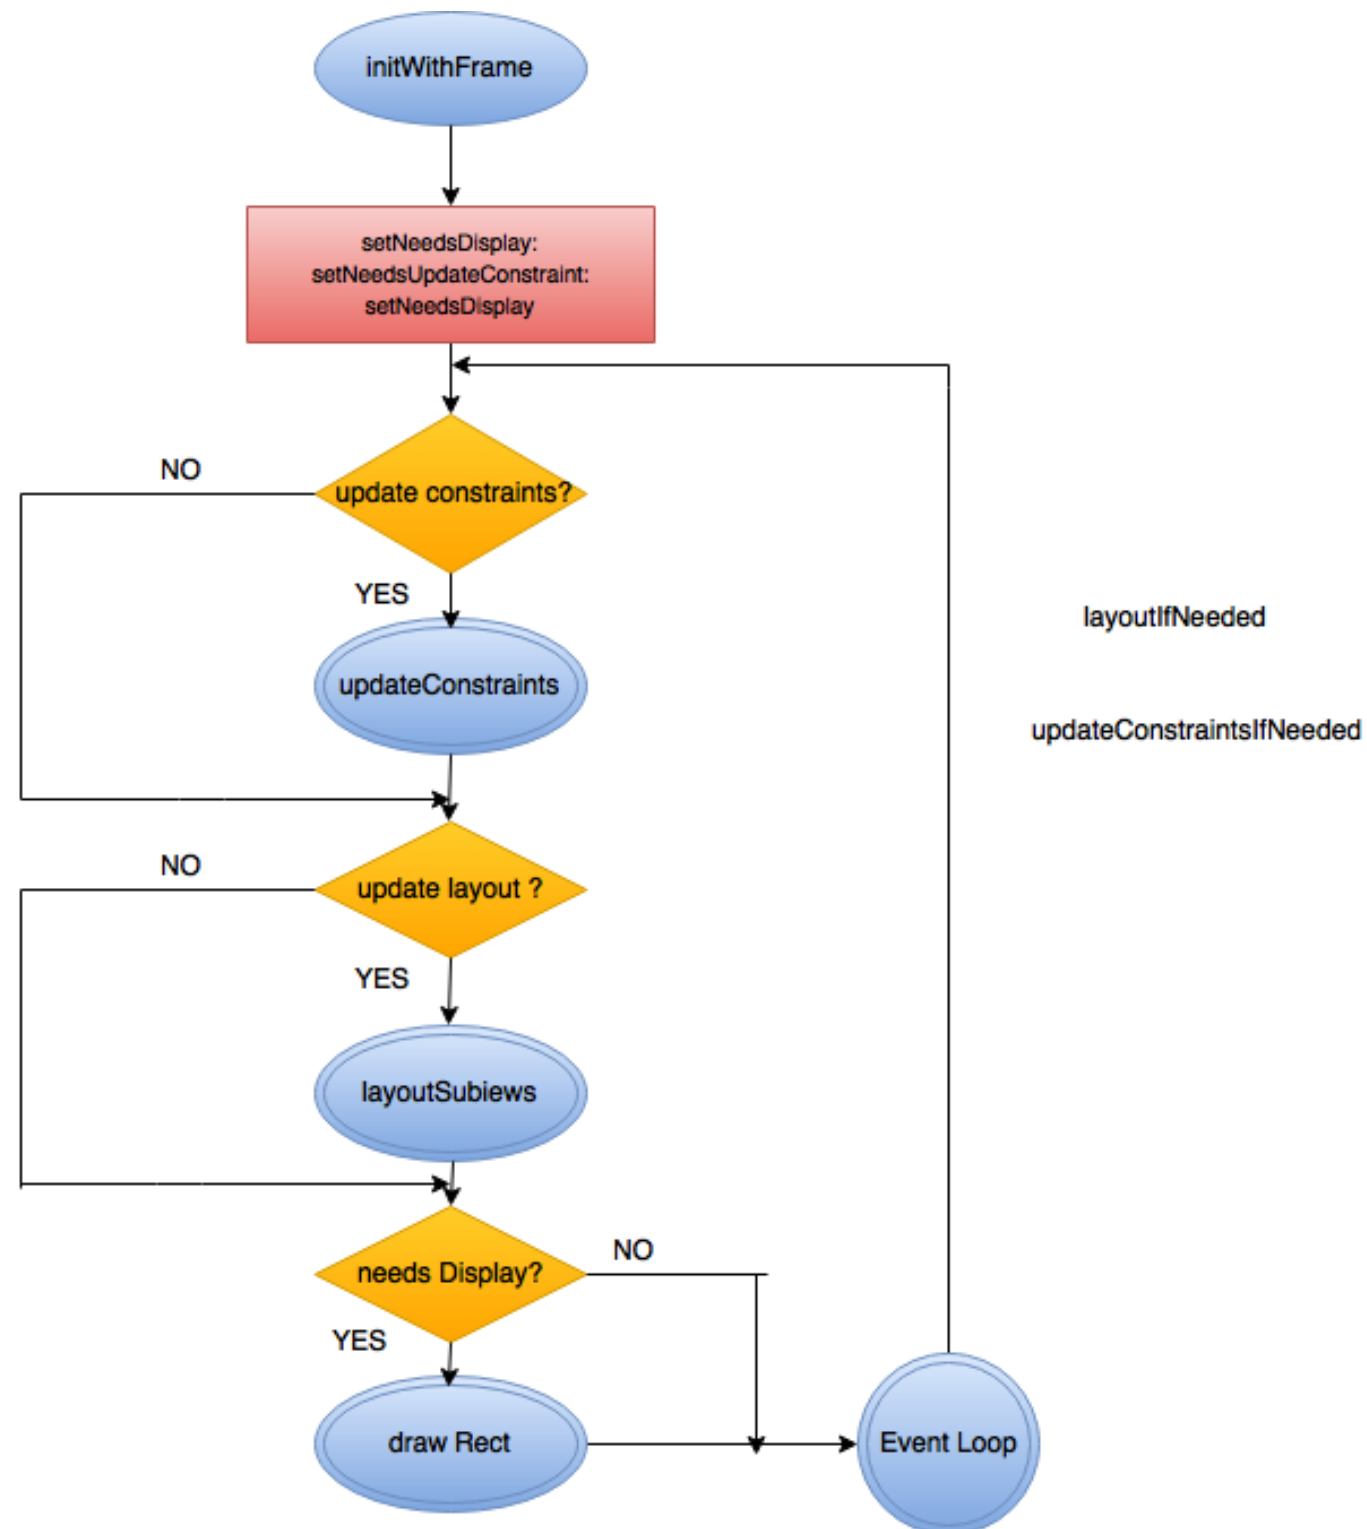 initWithFrame
setNeedsDisplay:
setNeedsUpdateConstraint:
setNeedsDisplay
NO
update constraints?
YES
layoutIfNeeded
updateConstraints
updateConstraintsIfNeeded
NO
update layout ?
YES
layoutSubiews
NO
needs Display?
YES
draw Rect
Event Loop